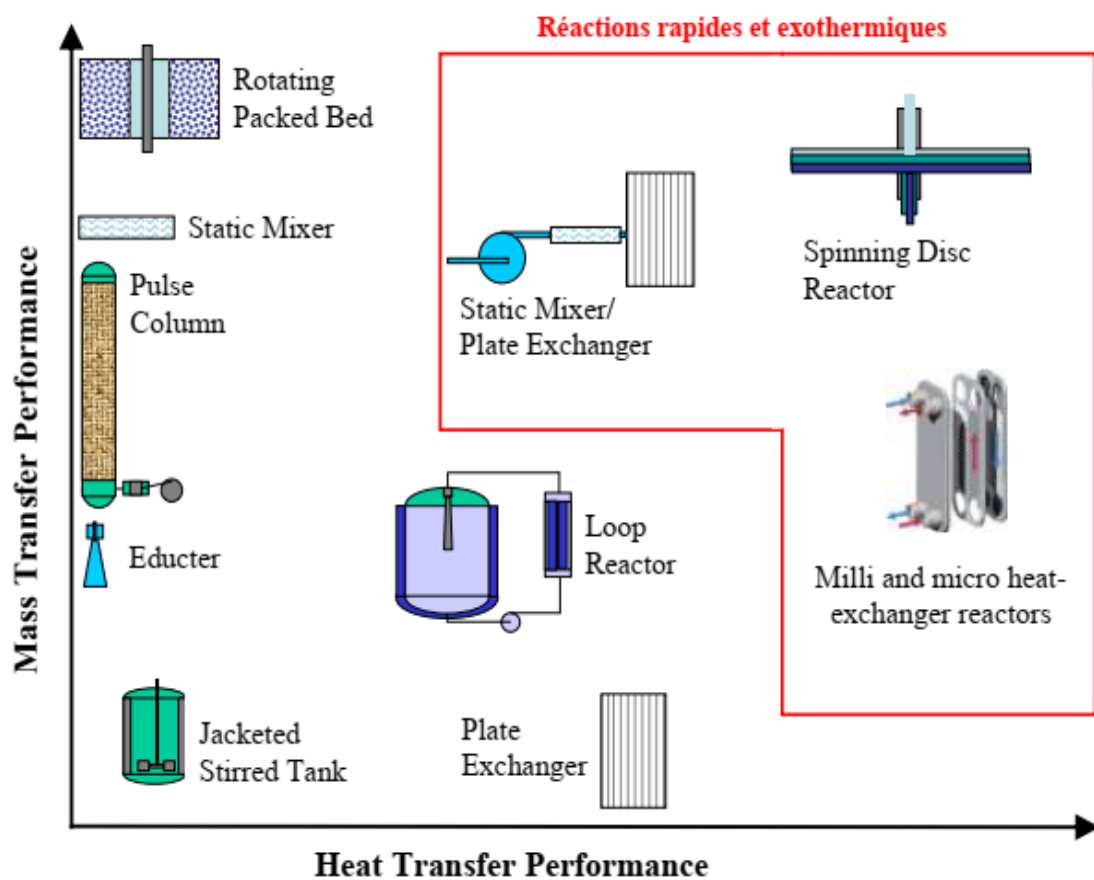 Réactions rapides et exothermiques
Rotating
Packed Bed
Static Mixer
Pulse
Column
Static Mixer/
Plate Exchanger
Spinning Disc
Reactor
Educter
Loop
Reactor
Milli and micro heat-
exchanger reactors
Jacketed
Stirred Tank
Plate
Exchanger
Mass Transfer Performance
Heat Transfer Performance